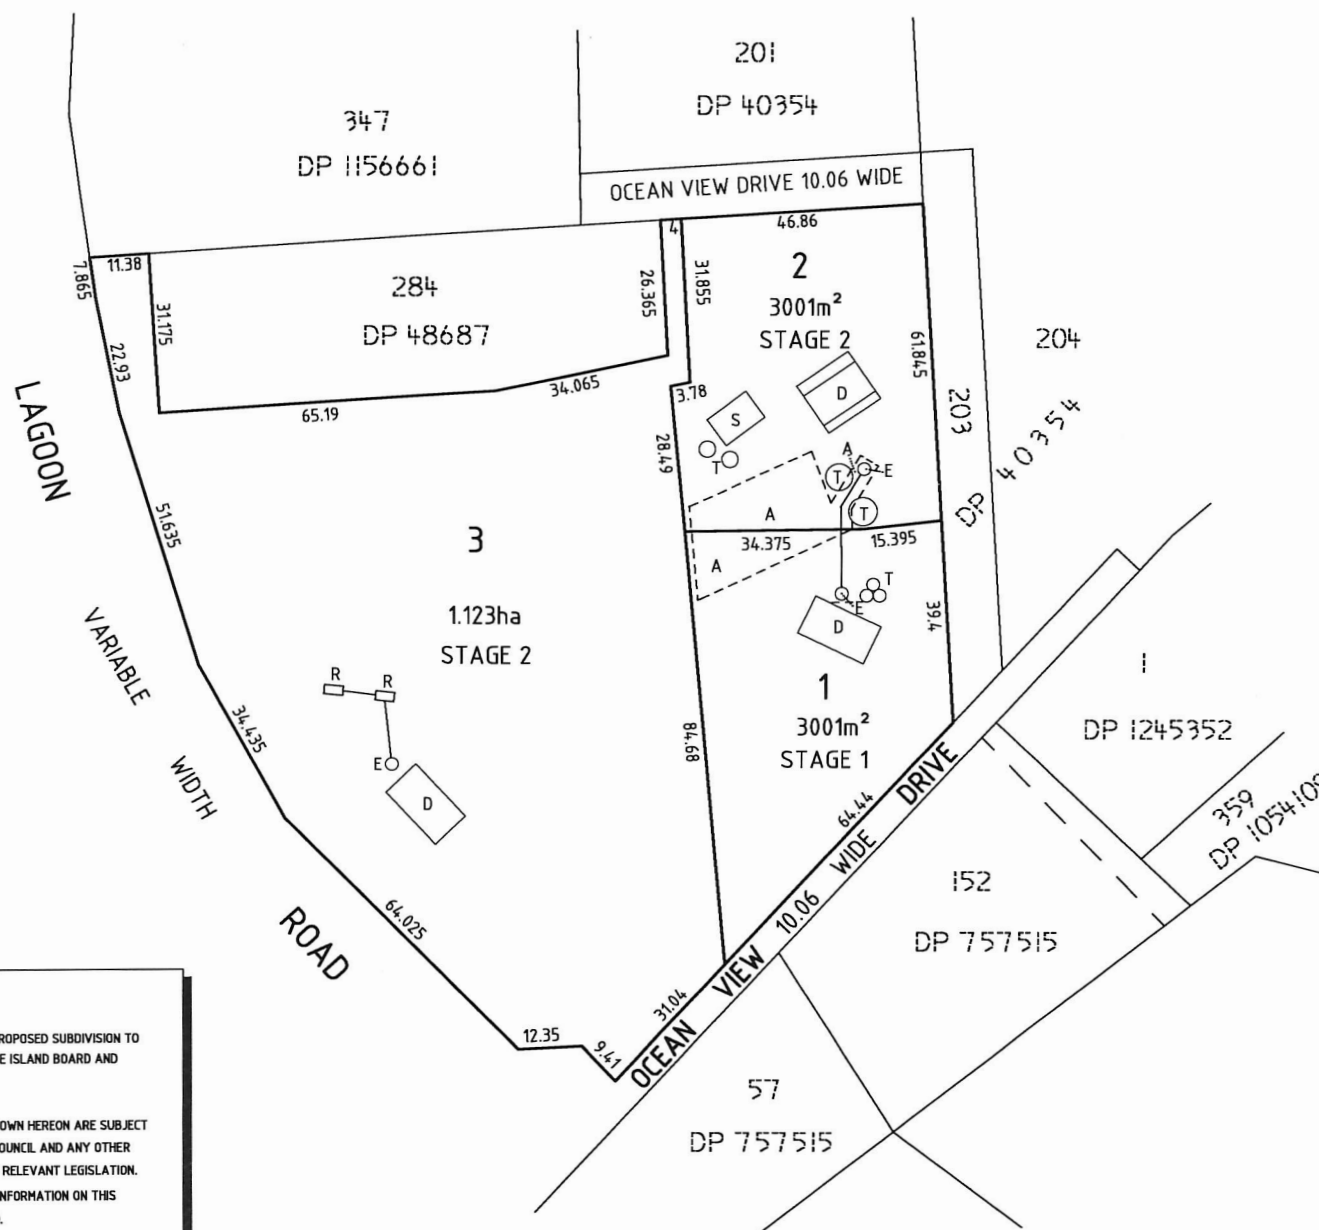 201
DP 40354
347
DP 1156661
OCEAN VIEW DRIVE 10.06 WIDE
4
46.86
7.865
11.38
31.175
284
DP 48687
26.365
31.855
2
3001m²
STAGE 2
61.845
204
203
DP 40354
22.93
65.19
34.065
3.78
S
D
T
28.49
A
T
E
T
A
34.375
15.395
A
LAGOON
51.635
3
1.123ha
STAGE 2
T
E
D
39.4
VARIABLE
R
R
1
3001m²
STAGE 1
84.68
34.435
WIDTH
E
D
64.44
1
DP 1245352
359
152
DP 757515
64.025
ROAD
12.35
9.41
31.04
OCEAN VIEW 10.06 WIDE DRIVE
57
DP 757515
ROPOSED SUBDIVISION TO
E ISLAND BOARD AND
OWN HEREON ARE SUBJECT
OUNCIL AND ANY OTHER
RELEVANT LEGISLATION.
NFORMATION ON THIS